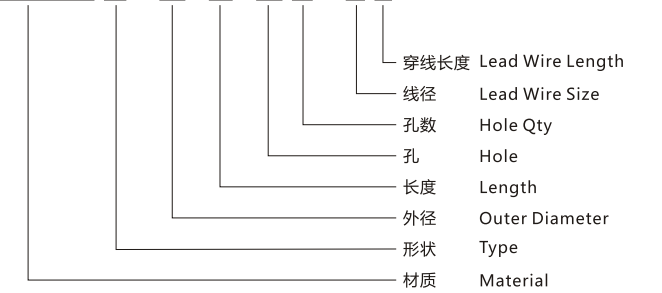 穿线长度 Lead Wire Length
线径 Lead Wire Size
孔数 Hole Qty
孔 Hole
长度 Length
外径 Outer Diameter
形状 Type
材质 Material